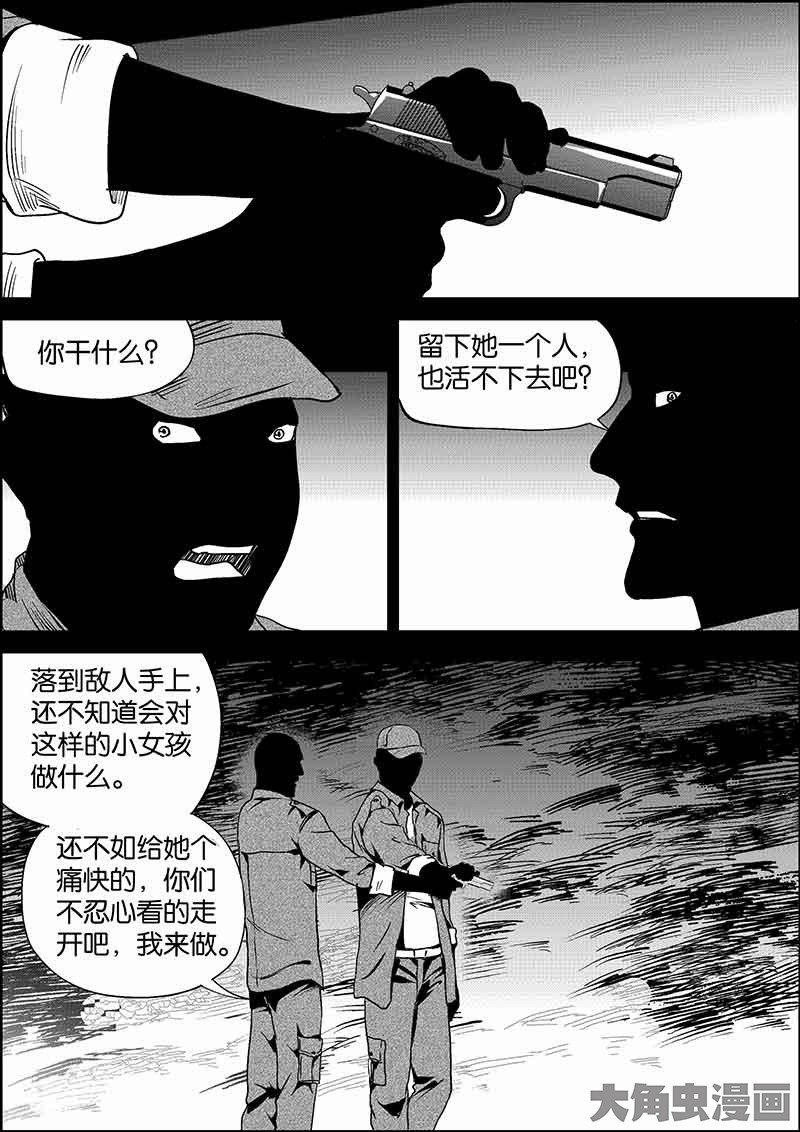 你干什么？
留下她一个人，
也活不下去吧？
落到敌人手上，
还不知道会对
这样的小女孩
做什么。
还不如给她个
痛快的，你们
不忍心看的走
开吧，我来做。
大角虫漫画